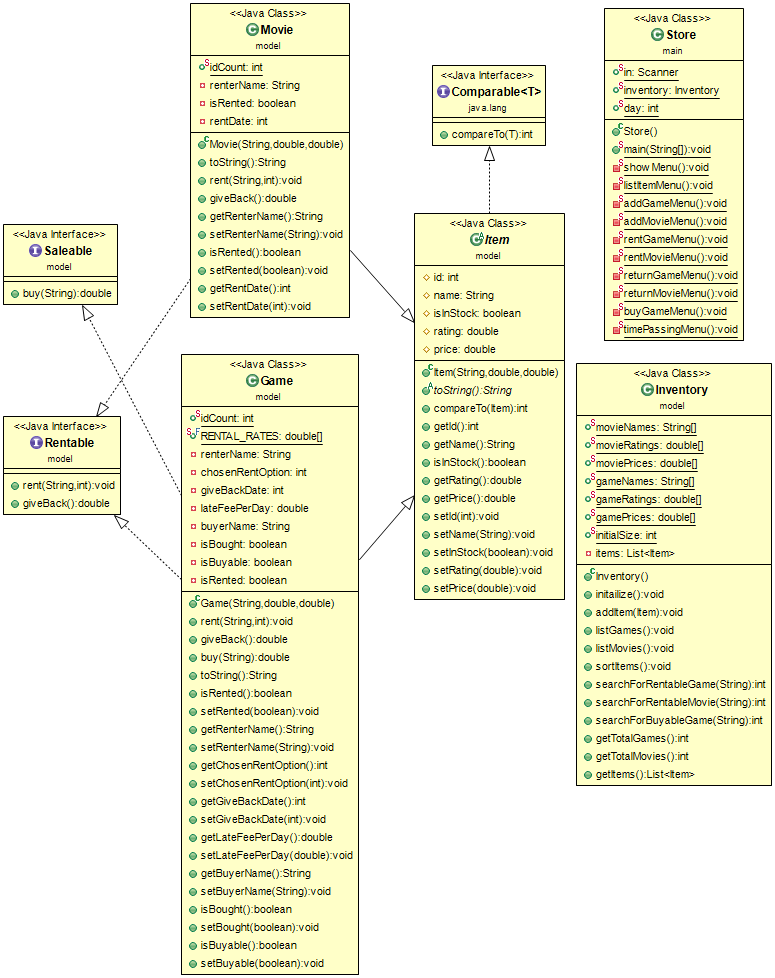 <<Java Class>>
Movie
model
idCount: int
renterName: String
isRented: boolean
rentDate: int
Movie(String,double,double)
toString():String
rent(String,int):void
giveBack():double
getRenterName():String
setRenterName(String):void
isRented():boolean
setRented(boolean):void
getRentDate():int
setRentDate(int):void
<<Java Interface>>
Comparable<T>
java.lang
compareTo(T):int
<<Java Class>>
Store
main
in: Scanner
inventory: Inventory
day: int
Store()
main(String[]):void
showMenu():void
listItemMenu():void
addGameMenu():void
addMovieMenu():void
rentGameMenu():void
rentMovieMenu():void
returnGameMenu():void
returnMovieMenu():void
buyGameMenu():void
timePassingMenu():void
<<Java Interface>>
Saleable
model
buy(String):double
<<Java Class>>
Item
model
id: int
name: String
isInStock: boolean
rating: double
price: double
Item(String,double,double)
toString():String
compareTo(Item):int
getId():int
getName():String
isInStock():boolean
getRating():double
getPrice():double
setId(int):void
setName(String):void
setInStock(boolean):void
setRating(double):void
setPrice(double):void
<<Java Interface>>
Rentable
model
rent(String,int):void
giveBack():double
<<Java Class>>
Game
model
idCount: int
RENTAL_RATES: double[]
renterName: String
chosenRentOption: int
giveBackDate: int
lateFeePerDay: double
buyerName: String
isBought: boolean
isBuyable: boolean
isRented: boolean
Game(String,double,double)
rent(String,int):void
giveBack():double
buy(String):double
toString():String
isRented():boolean
setRented(boolean):void
getRenterName():String
setRenterName(String):void
getChosenRentOption():int
setChosenRentOption(int):void
getGiveBackDate():int
setGiveBackDate(int):void
getLateFeePerDay():double
setLateFeePerDay(double):void
getBuyerName():String
setBuyerName(String):void
isBought():boolean
setBought(boolean):void
isBuyable():boolean
setBuyable(boolean):void
<<Java Class>>
Inventory
model
movieNames: String[]
movieRatings: double[]
moviePrices: double[]
gameNames: String[]
gameRatings: double[]
gamePrices: double[]
initialSize: int
items: List<Item>
Inventory()
initailize():void
addItem(Item):void
listGames():void
listMovies():void
sortItems():void
searchForRentableGame(String):int
searchForRentableMovie(String):int
searchForBuyableGame(String):int
getTotalGames():int
getTotalMovies():int
getItems():List<Item>